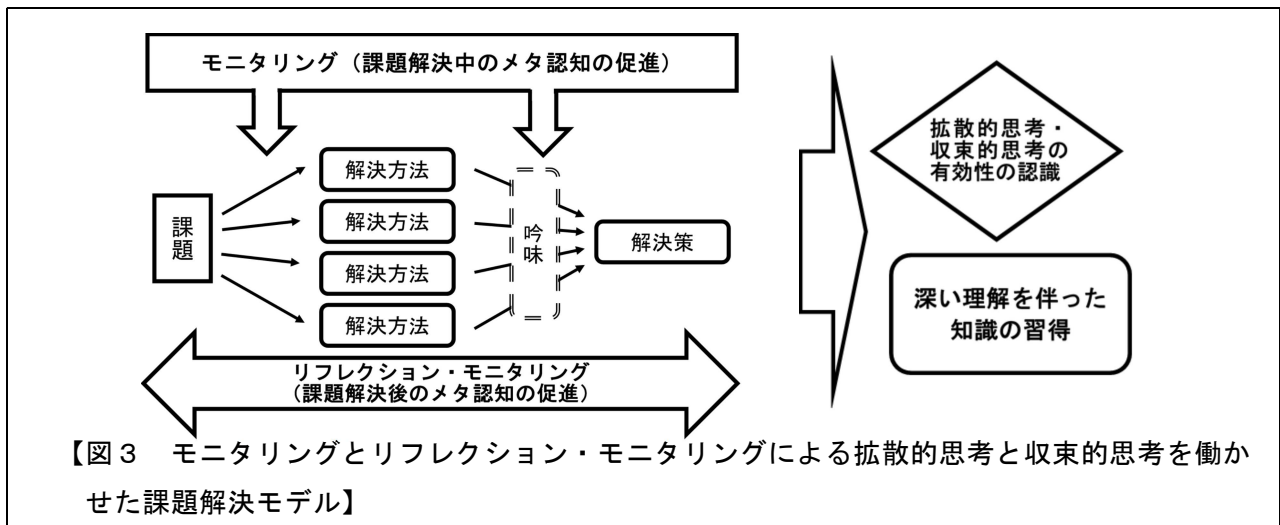 モニタリング（課題解決中のメタ認知の促進）
課題
解決方法
解決方法
解決方法
解決方法
吟味
解決策
リフレクション・モニタリング
（課題解決後のメタ認知の促進）
拡散的思考・
収束的思考の
有効性の認識
深い理解を伴った
知識の習得
【図３　モニタリングとリフレクション・モニタリングによる拡散的思考と収束的思考を働か
せた課題解決モデル】